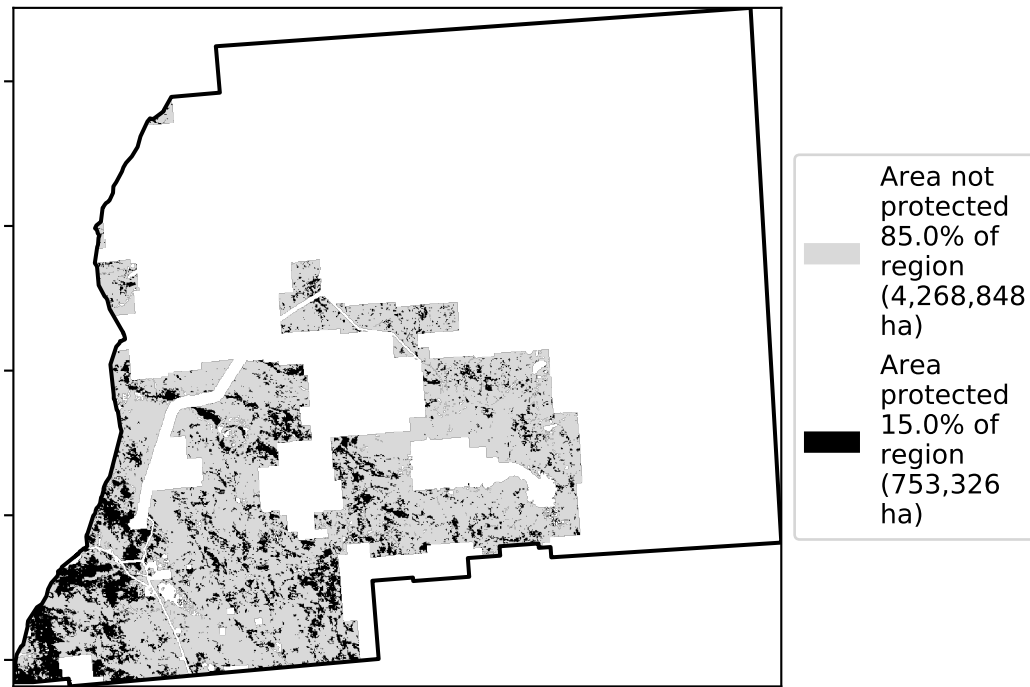 Area not
protected
85.0% of
region
(4,268,848
ha)
Area
protected
15.0% of
region
(753,326
ha)